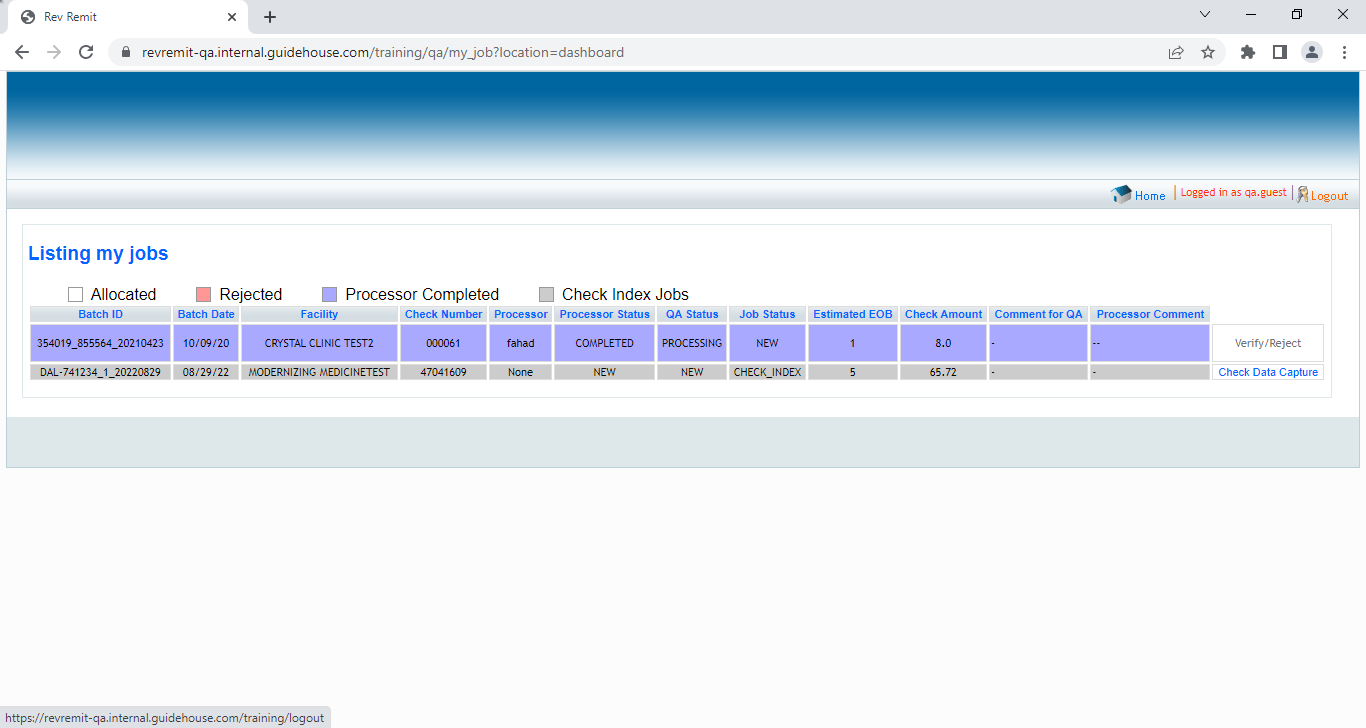 Rev Remit
revremit-qa.internal.guidehouse.com/training/qa/my_job?location=dashboard
Home Logged in as qa.guest Logout
Listing my jobs
Allocated Rejected Processor Completed Check Index Jobs
Batch ID Batch Date Facility Check Number Processor Processor Status QA Status Job Status Estimated EOB Check Amount Comment for QA Processor Comment
354019_855564_20210423 10/09/20 CRYSTAL CLINIC TEST2 000061 fahad COMPLETED PROCESSING NEW 1 8.0 - -- Verify/Reject
DAL-741234_1_20220829 08/29/22 MODERNIZING MEDICINETEST 47041609 None NEW NEW CHECK_INDEX 5 65.72 - - Check Data Capture
https://revremit-qa.internal.guidehouse.com/training/logout